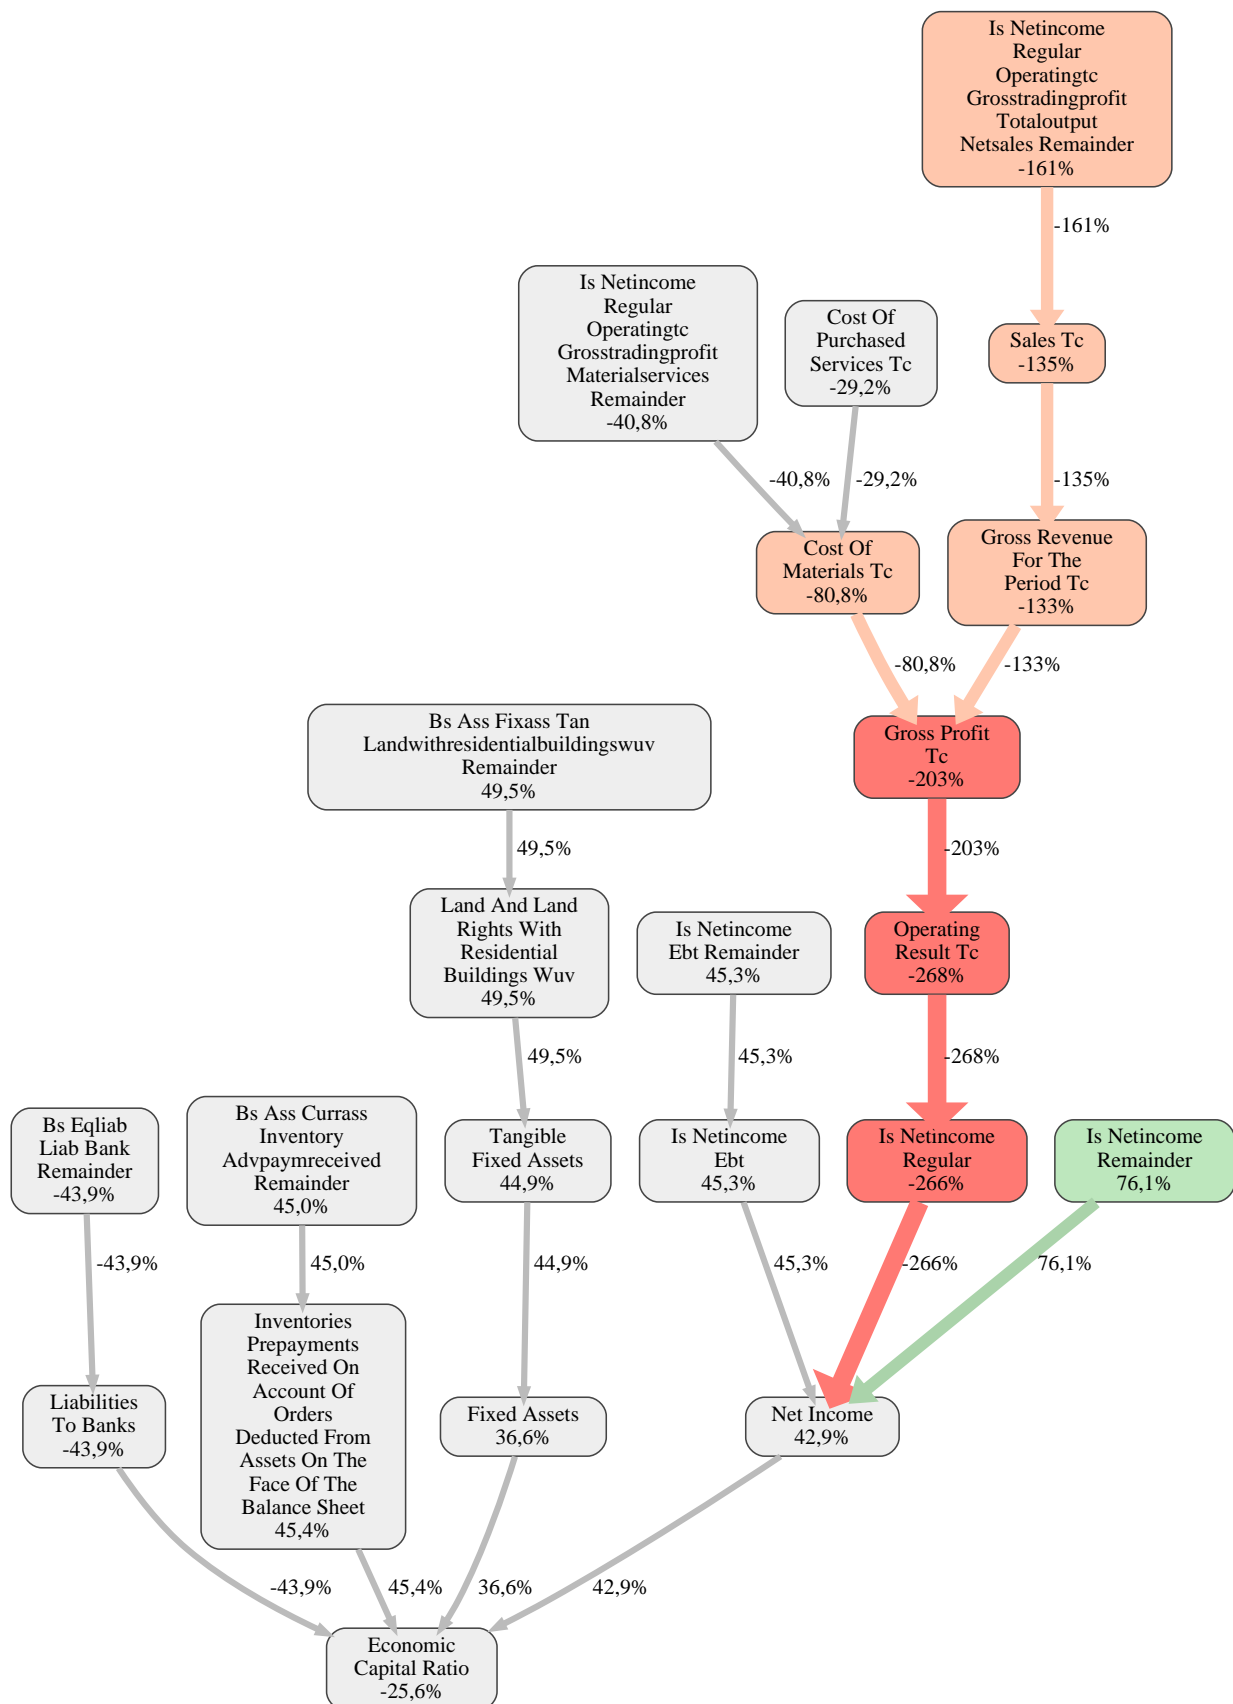 Is Netincome
Regular
Operatingtc
Grosstradingprofit
Totaloutput
Netsales Remainder
-161%
-161%
Is Netincome
Regular
Operatingtc
Grosstradingprofit
Materialservices
Remainder
-40,8%
Cost Of
Purchased
Services Tc
-29,2%
Sales Tc
-135%
-40,8%
-29,2%
-135%
Cost Of
Materials Tc
-80,8%
Gross Revenue
For The
Period Tc
-133%
-80,8%
-133%
Bs Ass Fixass Tan
Landwithresidentialbuildingswuv
Remainder
49,5%
Gross Profit
Tc
-203%
49,5%
-203%
Land And Land
Rights With
Residential
Buildings Wuv
49,5%
Is Netincome
Ebt Remainder
45,3%
Operating
Result Tc
-268%
49,5%
45,3%
-268%
Bs Eqliab
Liab Bank
Remainder
-43,9%
Bs Ass Currass
Inventory
Advpaymreceived
Remainder
45,0%
Tangible
Fixed Assets
44,9%
Is Netincome
Ebt
45,3%
Is Netincome
Regular
-266%
Is Netincome
Remainder
76,1%
-43,9%
45,0%
44,9%
45,3%
-266%
76,1%
Liabilities
To Banks
-43,9%
Inventories
Prepayments
Received On
Account Of
Orders
Deducted From
Assets On The
Face Of The
Balance Sheet
45,4%
Fixed Assets
36,6%
Net Income
42,9%
-43,9%
45,4%
36,6%
42,9%
Economic
Capital Ratio
-25,6%